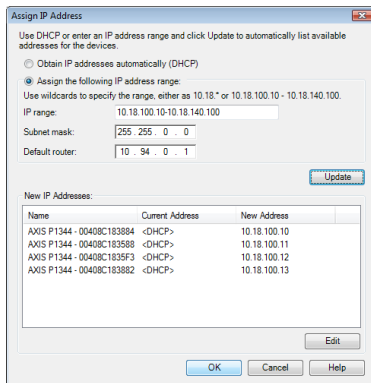 Assign IP Address
Use DHCP or enter an IP address range and click Update to automatically list available
addresses for the devices.
Obtain IP addresses automatically (DHCP)
Assign the following IP address range:
Use wildcards to specify the range, either as 10.18.* or 10.18.100.10 - 10.18.140.100.
IP range: 10.18.100.10-10.18.140.100
Subnet mask: 255 . 255 . 0 . 0
Default router: 10 . 94 . 0 . 1
Update
New IP Addresses:
Name Current Address New Address
AXIS P1344 - 00408C183884 <DHCP> 10.18.100.10
AXIS P1344 - 00408C183588 <DHCP> 10.18.100.11
AXIS P1344 - 00408C1835F3 <DHCP> 10.18.100.12
AXIS P1344 - 00408C183882 <DHCP> 10.18.100.13
Edit
OK Cancel Help